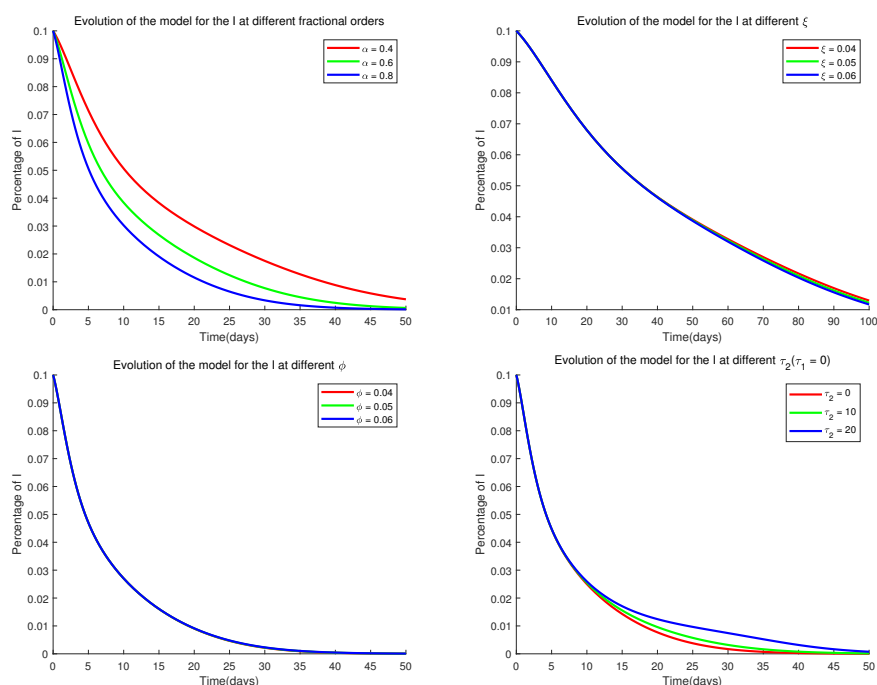 Evolution of the model for the I at different fractional orders
Percentage of I
0.1
0.09
0.08
0.07
0.06
0.05
0.04
0.03
0.02
0.01
0
α = 0.4
α = 0.6
α = 0.8
0 5 10 15 20 25 30 35 40 45 50
Time(days)
Evolution of the model for the I at different ξ
Percentage of I
0.1
0.09
0.08
0.07
0.06
0.05
0.04
0.03
0.02
0.01
ξ = 0.04
ξ = 0.05
ξ = 0.06
0 10 20 30 40 50 60 70 80 90 100
Time(days)
Evolution of the model for the I at different ϕ
Percentage of I
0.1
0.09
0.08
0.07
0.06
0.05
0.04
0.03
0.02
0.01
0
ϕ = 0.04
ϕ = 0.05
ϕ = 0.06
0 5 10 15 20 25 30 35 40 45 50
Time(days)
Evolution of the model for the I at different τ₂(τ₁ = 0)
Percentage of I
0.1
0.09
0.08
0.07
0.06
0.05
0.04
0.03
0.02
0.01
0
τ₂ = 0
τ₂ = 10
τ₂ = 20
0 5 10 15 20 25 30 35 40 45 50
Time(days)